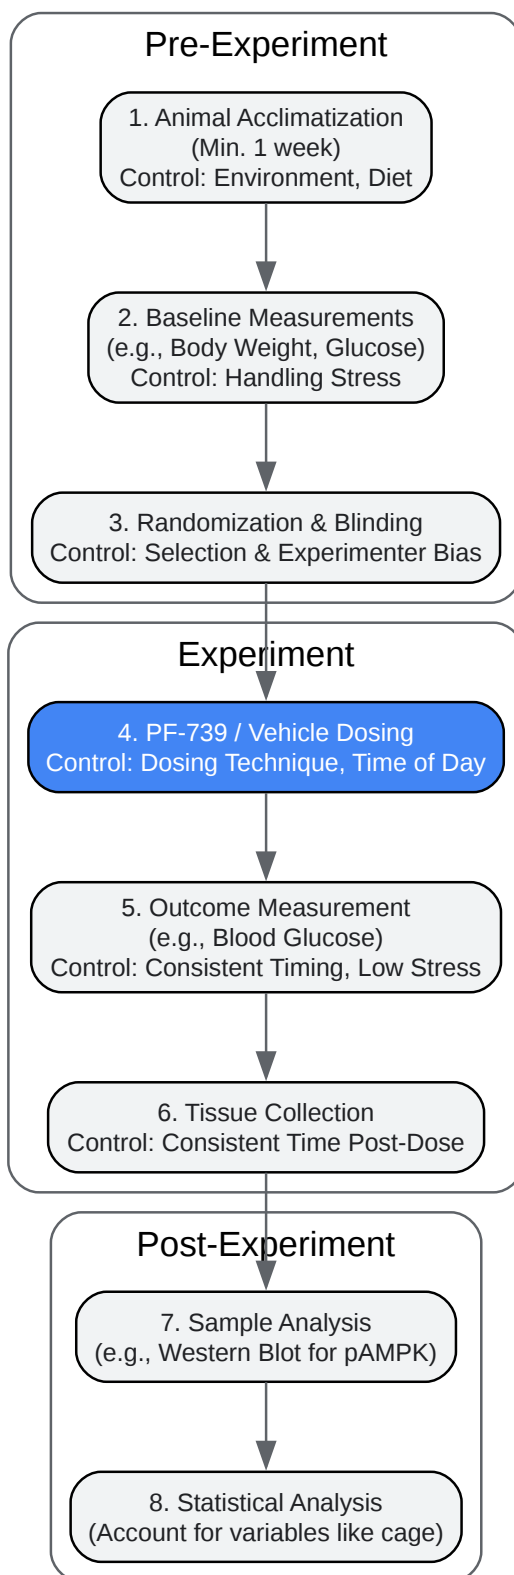 Pre-Experiment
1. Animal Acclimatization
(Min. 1 week)
Control: Environment, Diet
2. Baseline Measurements
(e.g., Body Weight, Glucose)
Control: Handling Stress
3. Randomization & Blinding
Control: Selection & Experimenter Bias
Experiment
4. PF-739 / Vehicle Dosing
Control: Dosing Technique, Time of Day
5. Outcome Measurement
(e.g., Blood Glucose)
Control: Consistent Timing, Low Stress
6. Tissue Collection
Control: Consistent Time Post-Dose
Post-Experiment
7. Sample Analysis
(e.g., Western Blot for pAMPK)
8. Statistical Analysis
(Account for variables like cage)